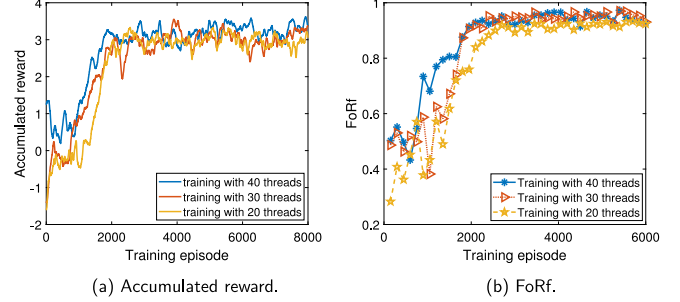 4
3
2
1
0
-1
-2
Accumulated reward
training with 40 threads
training with 30 threads
training with 20 threads
0 2000 4000 6000 8000
Training episode
(a) Accumulated reward.
1
0.8
0.6
0.4
0.2
FoRf
Training with 40 threads
Training with 30 threads
Training with 20 threads
0 2000 4000 6000
Training episode
(b) FoRf.